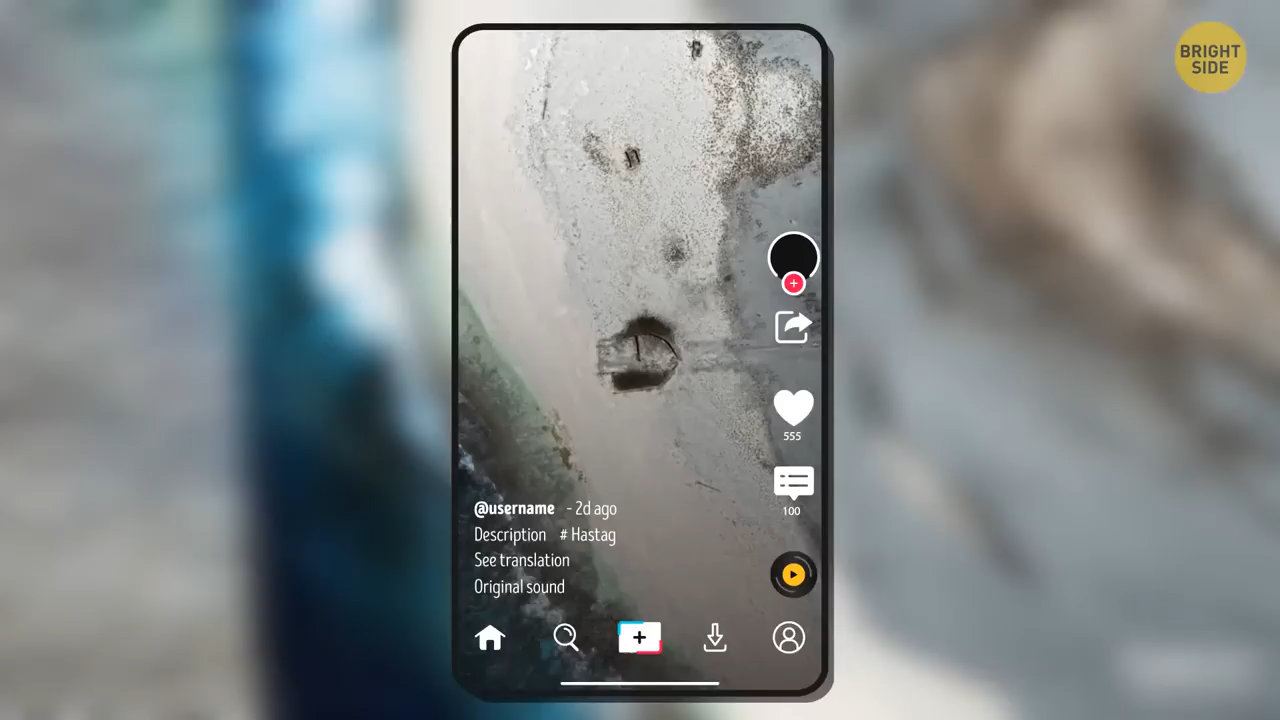 BRIGHT
SIDE
555
100
@username - 2d ago
Description # Hastag
See translation
Original sound